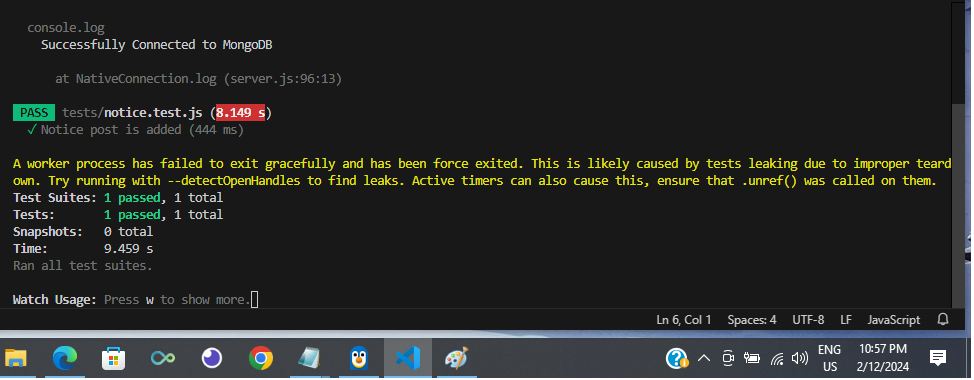 console.log
Successfully Connected to MongoDB
at NativeConnection.log (server.js:96:13)
PASS tests/notice.test.js (8.149 s)
✓ Notice post is added (444 ms)
A worker process has failed to exit gracefully and has been force exited. This is likely caused by tests leaking due to improper teard
own. Try running with --detectOpenHandles to find leaks. Active timers can also cause this, ensure that .unref() was called on them.
Test Suites: 1 passed, 1 total
Tests: 1 passed, 1 total
Snapshots: 0 total
Time: 9.459 s
Ran all test suites.
Watch Usage: Press w to show more.
Ln 6, Col 1 Spaces: 4 UTF-8 LF JavaScript
ENG 10:57 PM
US 2/12/2024